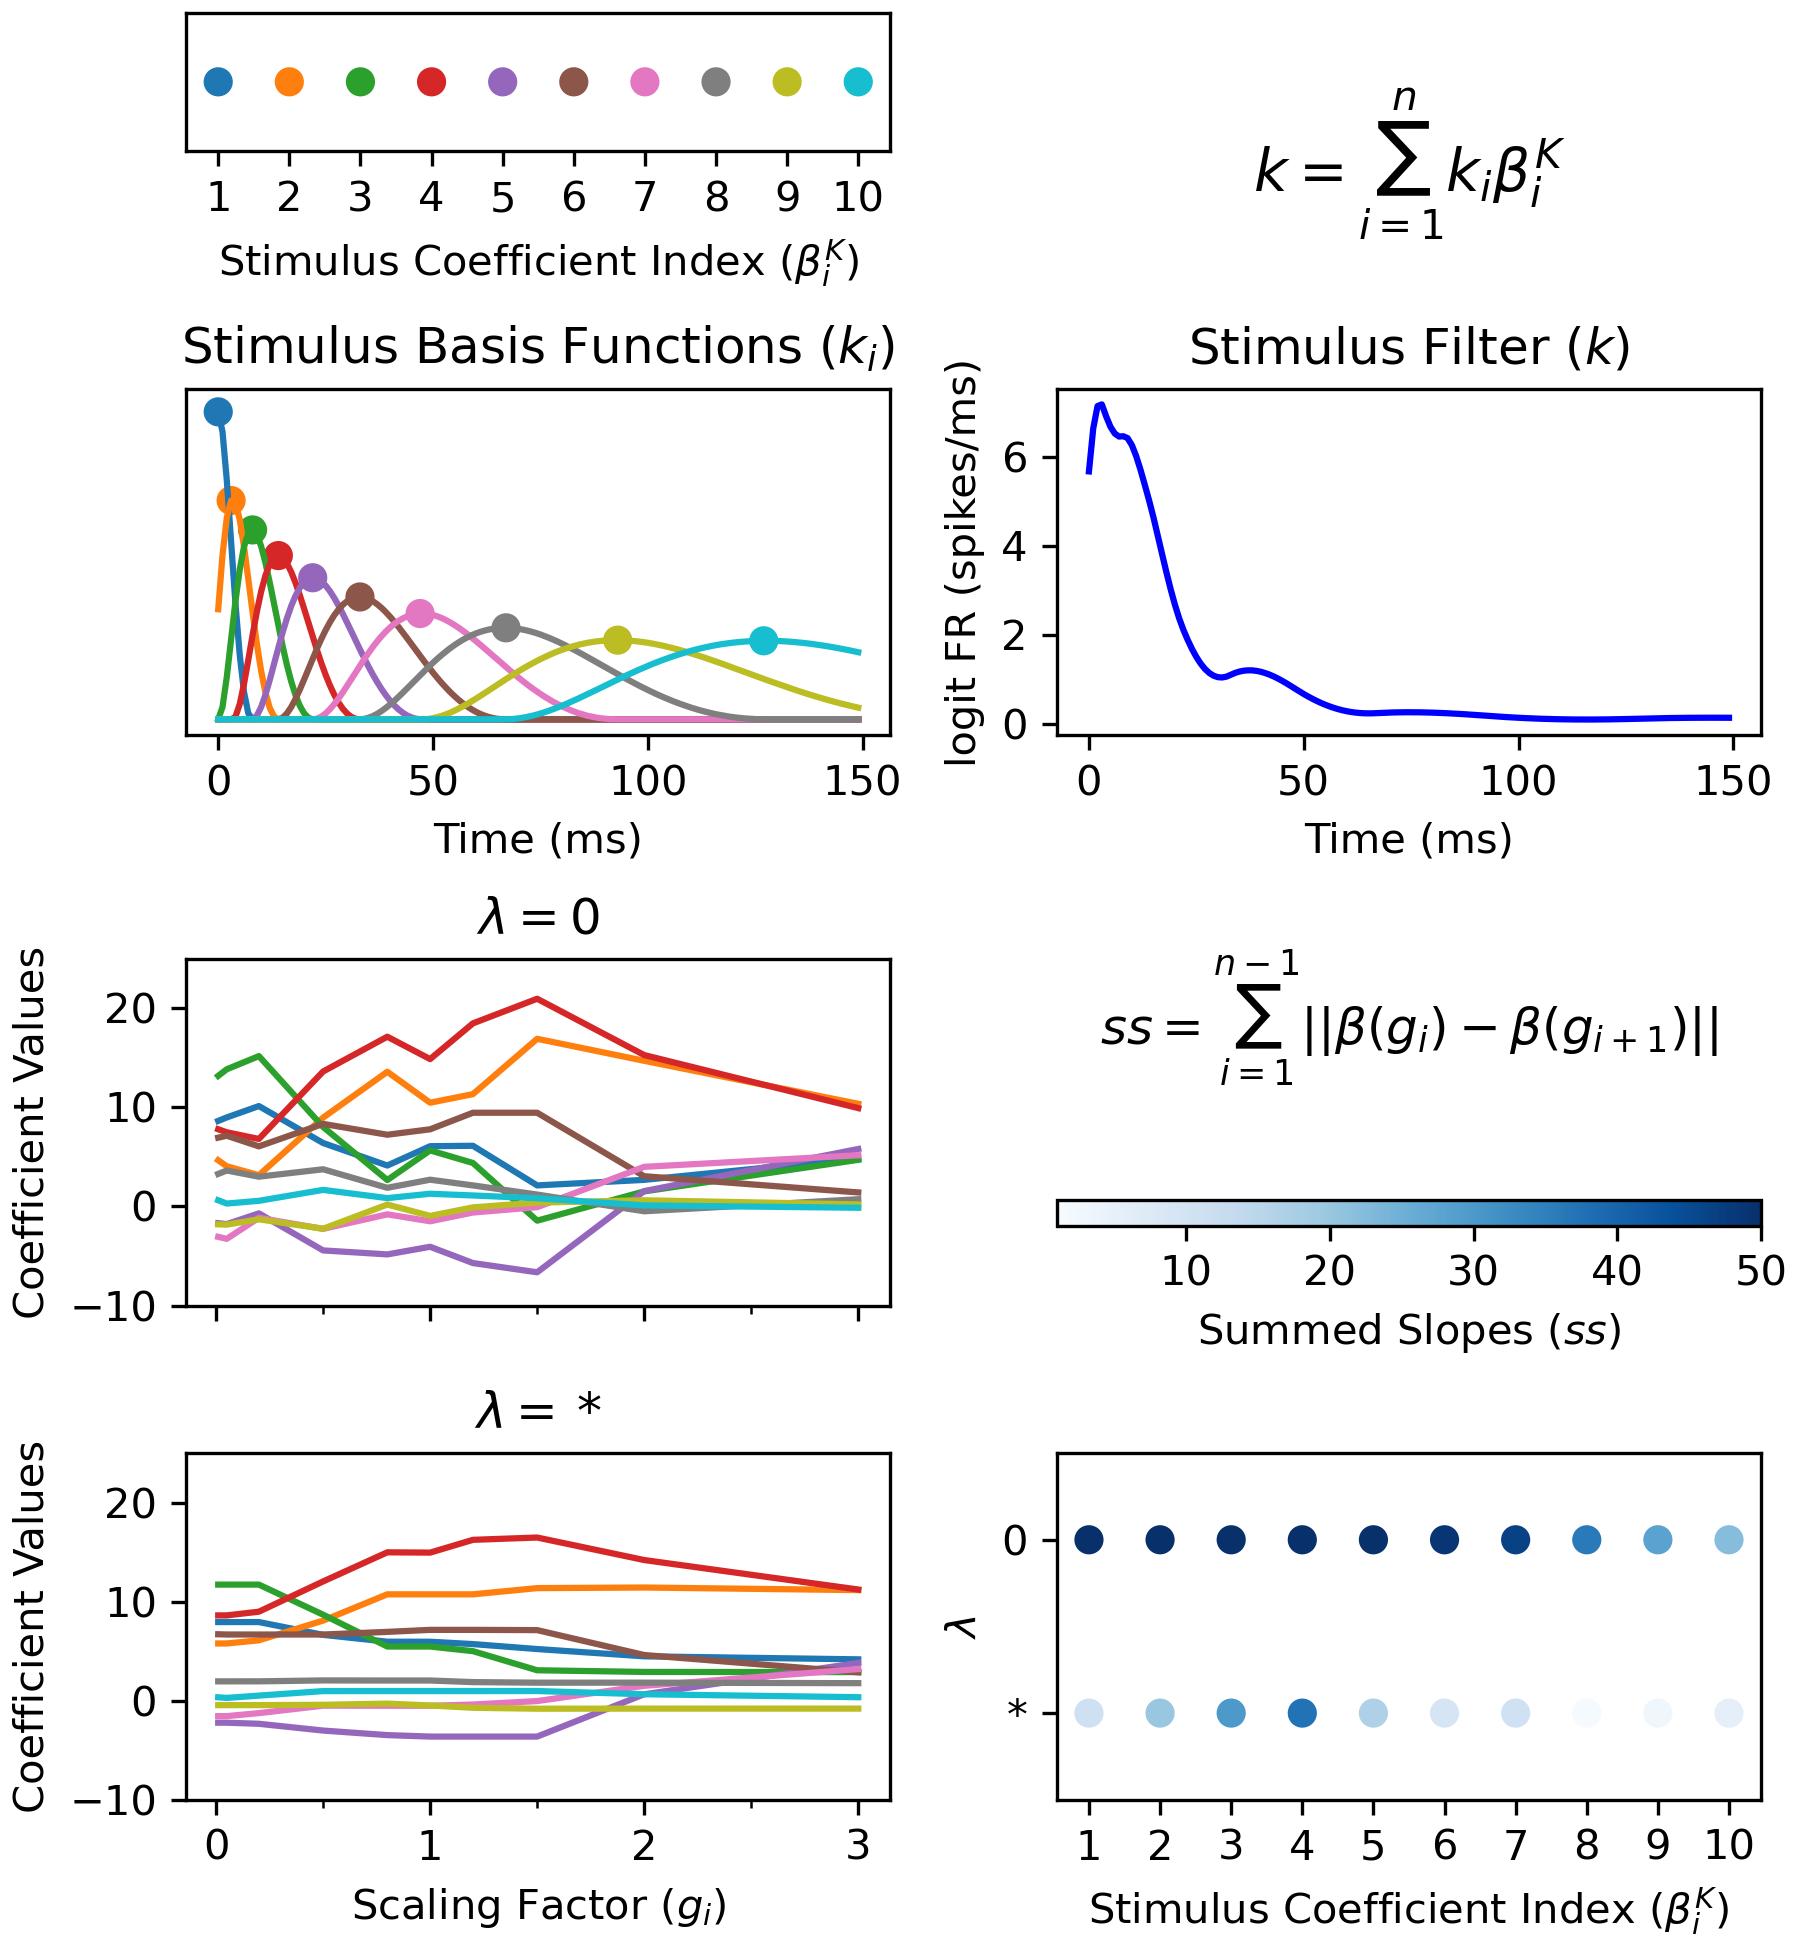 1 2 3 4 5 6 7 8 9 10
Stimulus Coefficient Index (β_i^K)
k = ∑_{i=1}^{n} k_i β_i^K
Stimulus Basis Functions (k_i)
0 50 100 150
Time (ms)
Stimulus Filter (k)
logit FR (spikes/ms)
6
4
2
0
0 50 100 150
Time (ms)
λ = 0
Coefficient Values
20
10
0
−10
ss = ∑_{i=1}^{n−1} ||β(g_i) − β(g_{i+1})||
10 20 30 40 50
Summed Slopes (ss)
λ = *
Coefficient Values
20
10
0
−10
0 1 2 3
Scaling Factor (g_i)
λ
0
*
1 2 3 4 5 6 7 8 9 10
Stimulus Coefficient Index (β_i^K)